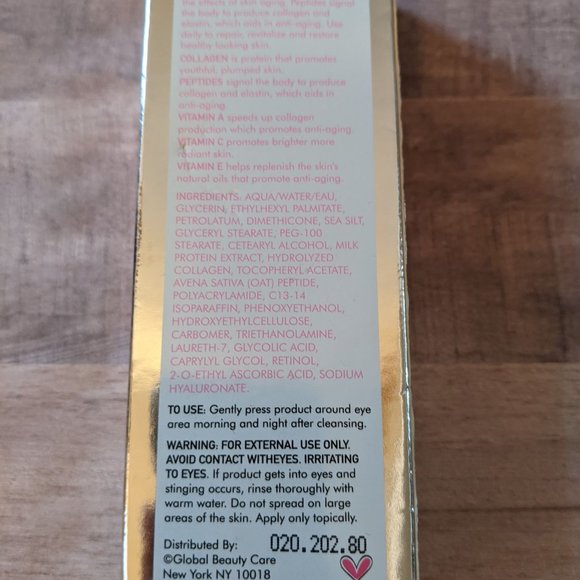 the effects of skin aging. Peptides signal
the body to produce collagen and
elastin, which aids in anti-aging. Use
daily to repair, revitalize and restore
healthy looking skin.
COLLAGEN is protein that promotes
youthful, plumped skin.
PEPTIDES signal the body to produce
collagen and elastin, which aids in
anti-aging.
VITAMIN A speeds up collagen
production which promotes anti-aging.
VITAMIN C promotes brighter more
radiant skin.
VITAMIN E helps replenish the skin's
natural oils that promote anti-aging.
INGREDIENTS: AQUA/WATER/EAU,
GLYCERIN, ETHYLHEXYL PALMITATE,
PETROLATUM, DIMETHICONE, SEA SILT,
GLYCERYL STEARATE, PEG-100
STEARATE, CETEARYL ALCOHOL, MILK
PROTEIN EXTRACT, HYDROLYZED
COLLAGEN, TOCOPHERYL ACETATE,
AVENA SATIVA (OAT) PEPTIDE,
POLYACRYLAMIDE, C13-14
ISOPARAFFIN, PHENOXYETHANOL,
HYDROXYETHYLCELLULOSE,
CARBOMER, TRIETHANOLAMINE,
LAURETH-7, GLYCOLIC ACID,
CAPRYLYL GLYCOL, RETINOL,
2-O-ETHYL ASCORBIC ACID, SODIUM
HYALURONATE.
TO USE: Gently press product around eye
area morning and night after cleansing.
WARNING: FOR EXTERNAL USE ONLY.
AVOID CONTACT WITHEYES. IRRITATING
TO EYES. If product gets into eyes and
stinging occurs, rinse thoroughly with
warm water. Do not spread on large
areas of the skin. Apply only topically.
Distributed By: 020.202.80
©Global Beauty Care
New York NY 10018